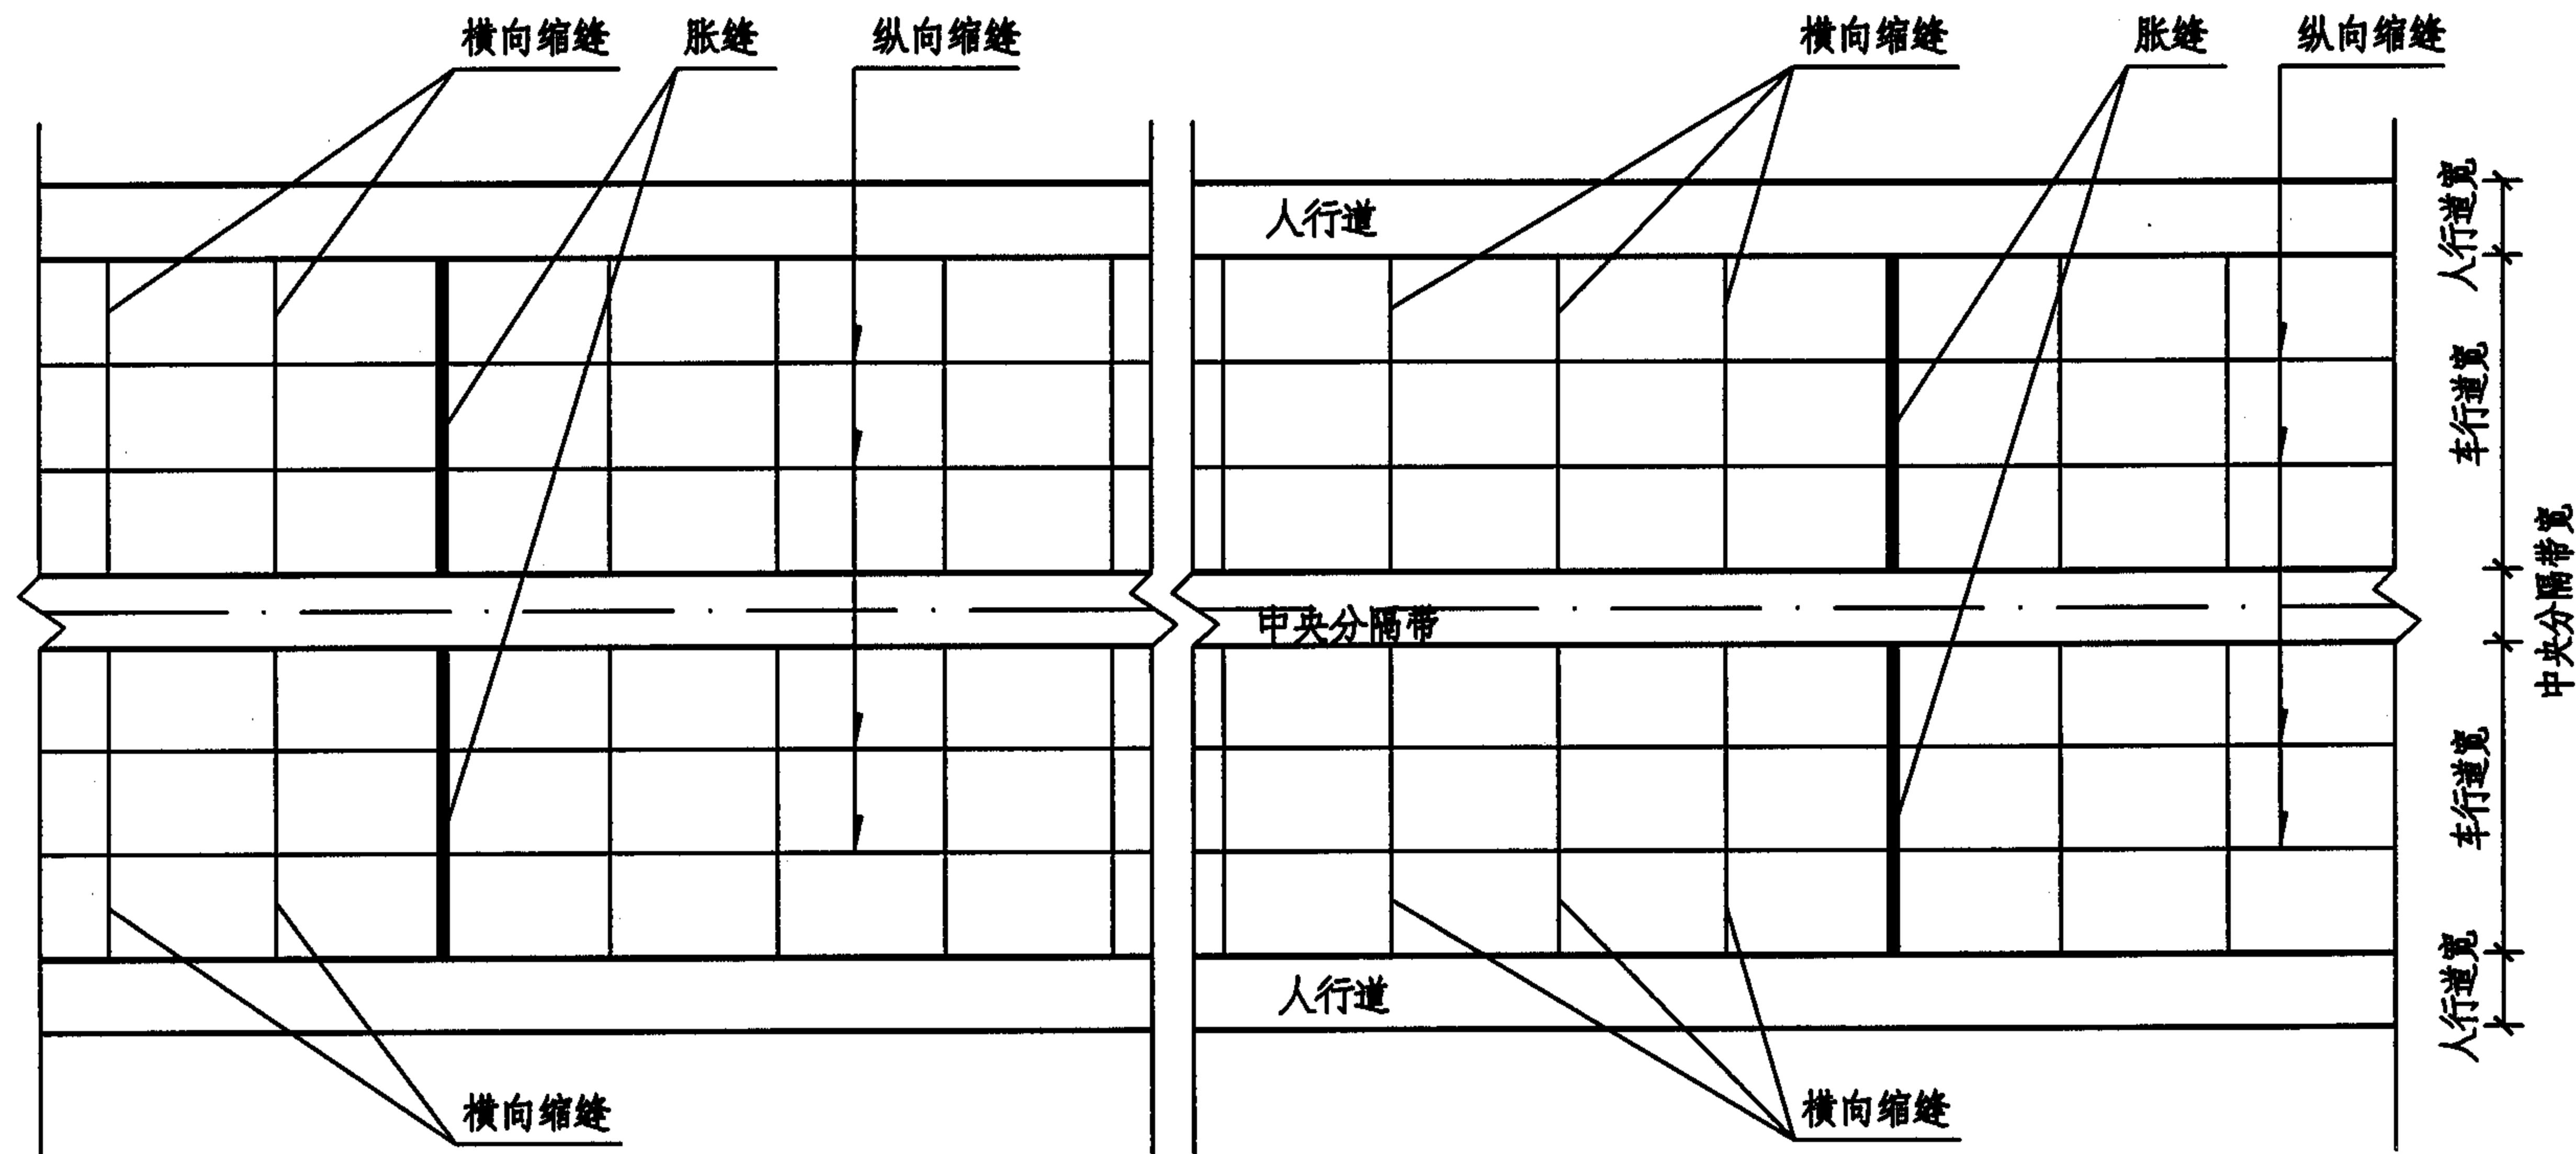 横向缩缝
胀缝
纵向缩缝
横向缩缝
胀缝
纵向缩缝
人行道
人行道宽
车行道宽
中央分隔带
中央分隔带宽
车行道宽
人行道
人行道宽
横向缩缝
横向缩缝